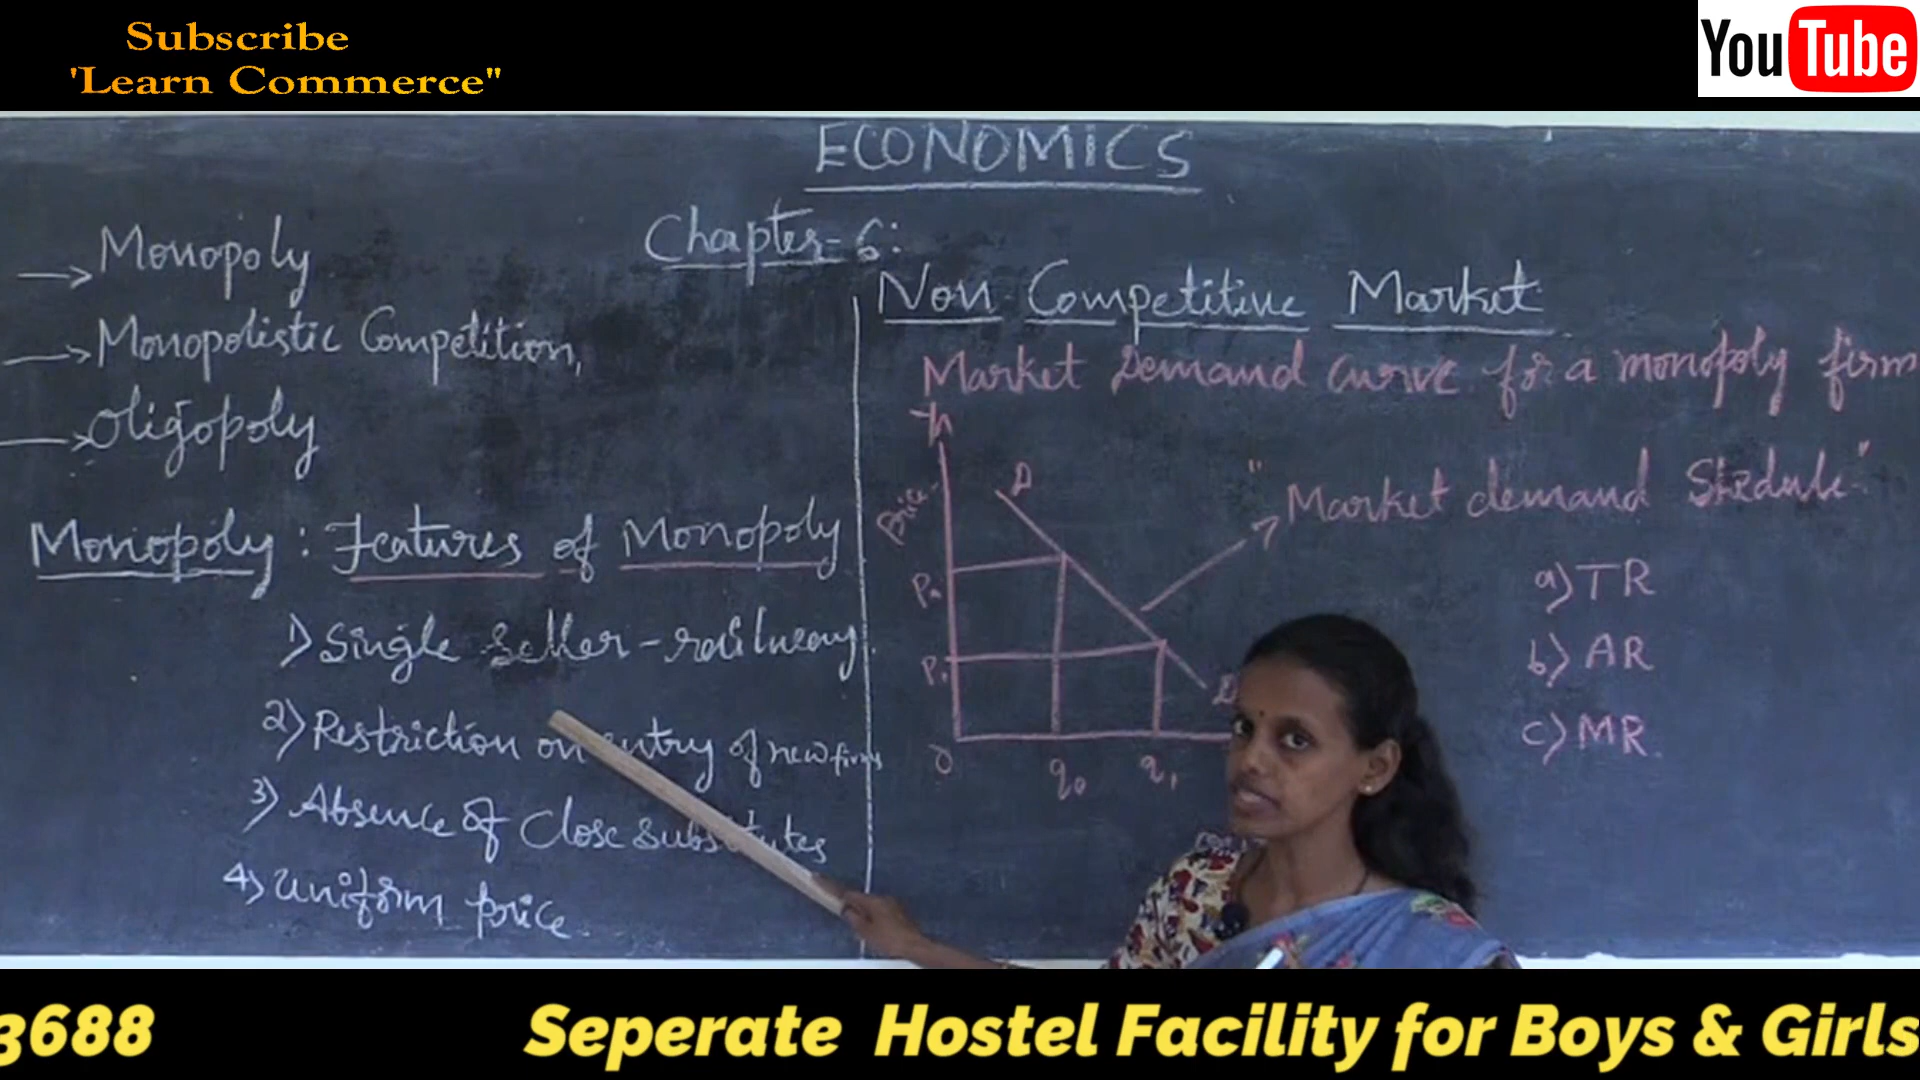 Subscribe
'Learn Commerce"
YouTube
ECONOMICS
Chapter-6:
Non Competitive Market
→ Monopoly
→ Monopolistic Competition,
→ Oligopoly
Monopoly : Features of Monopoly
1) Single seller - railway.
2) Restriction on entry of new firms
3) Absence of Close substitutes
4) Uniform price.
Market Demand Curve for a monopoly firm
Price
D
P0
P1
D
0 q0 q1
"Market demand
a) TR
b) AR
c) MR.
3688 Seperate Hostel Facility for Boys & Girls